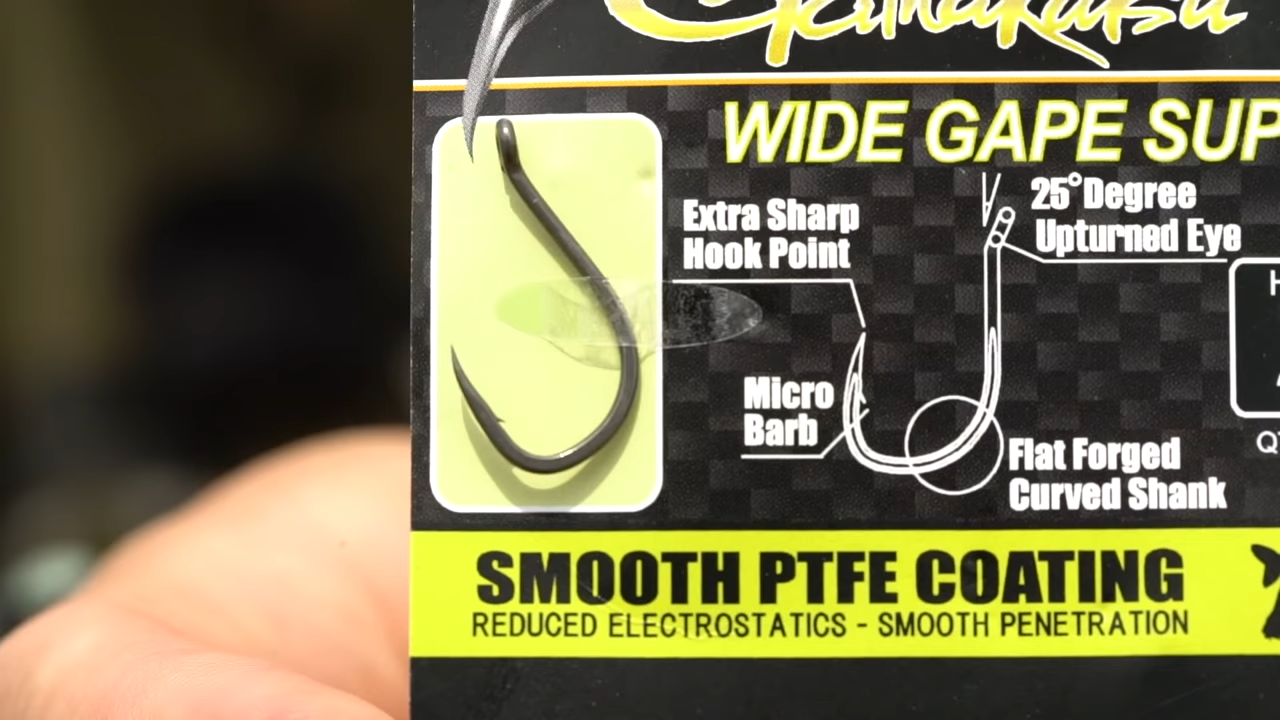 Gamakatsu
WIDE GAPE SUP
Extra Sharp
Hook Point
25° Degree
Upturned Eye
H
Micro
Barb
Flat Forged
Curved Shank
SMOOTH PTFE COATING
REDUCED ELECTROSTATICS - SMOOTH PENETRATION